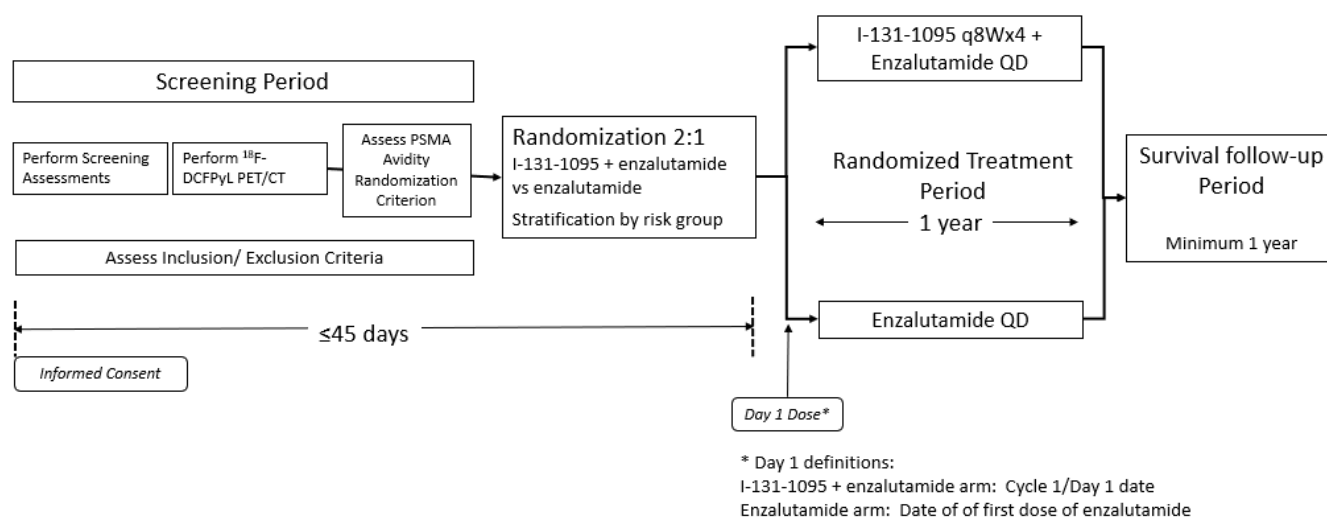 Screening Period
Perform Screening
Assessments
Perform ¹⁸F-
DCFPyL PET/CT
Assess PSMA
Avidity
Randomization
Criterion
Assess Inclusion/ Exclusion Criteria
≤45 days
Informed Consent
Randomization 2:1
I-131-1095 + enzalutamide
vs enzalutamide
Stratification by risk group
I-131-1095 q8Wx4 +
Enzalutamide QD
Randomized Treatment
Period
1 year
Enzalutamide QD
Day 1 Dose*
Survival follow-up
Period
Minimum 1 year
* Day 1 definitions:
I-131-1095 + enzalutamide arm: Cycle 1/Day 1 date
Enzalutamide arm: Date of of first dose of enzalutamide